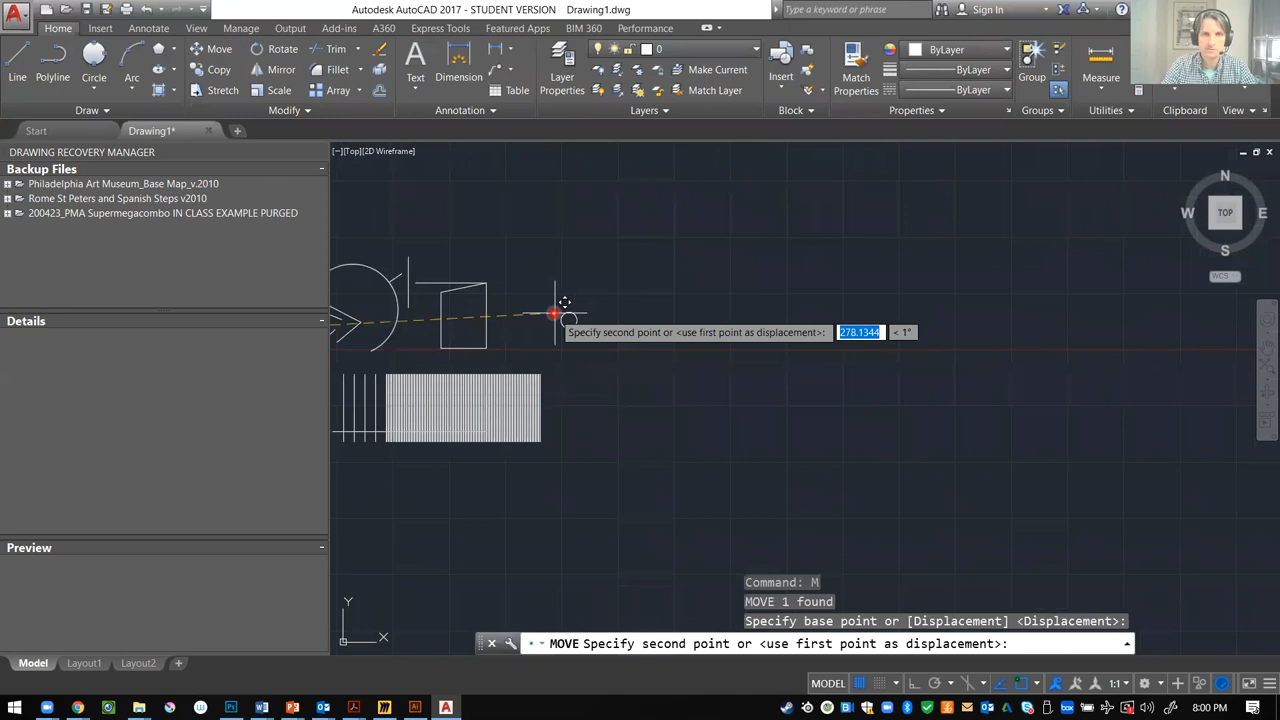 Autodesk AutoCAD 2017 - STUDENT VERSION Drawing1.dwg
Type a keyword or phrase
Sign In
Home Insert Annotate View Manage Output Add-ins A360 Express Tools Featured Apps BIM 360 Performance
Line Polyline Circle Arc
Move Rotate Trim
Copy Mirror Fillet
Stretch Scale Array
Text Dimension Table
Layer Properties
0
Make Current
Match Layer
Insert
Match Properties
ByLayer
ByLayer
ByLayer
Group
Measure
Draw Modify Annotation Layers Block Properties Groups Utilities Clipboard View
Start Drawing1*
DRAWING RECOVERY MANAGER
Backup Files
Philadelphia Art Museum_Base Map_v.2010
Rome St Peters and Spanish Steps v2010
200423_PMA Supermegacombo IN CLASS EXAMPLE PURGED
Details
Preview
[−][Top][2D Wireframe]
N
W TOP E
S
WCS
Specify second point or <use first point as displacement>: 278.1344 < 1°
Y
X
Command: M
MOVE 1 found
Specify base point or [Displacement] <Displacement>:
MOVE Specify second point or <use first point as displacement>:
Model Layout1 Layout2
MODEL 1:1
8:00 PM